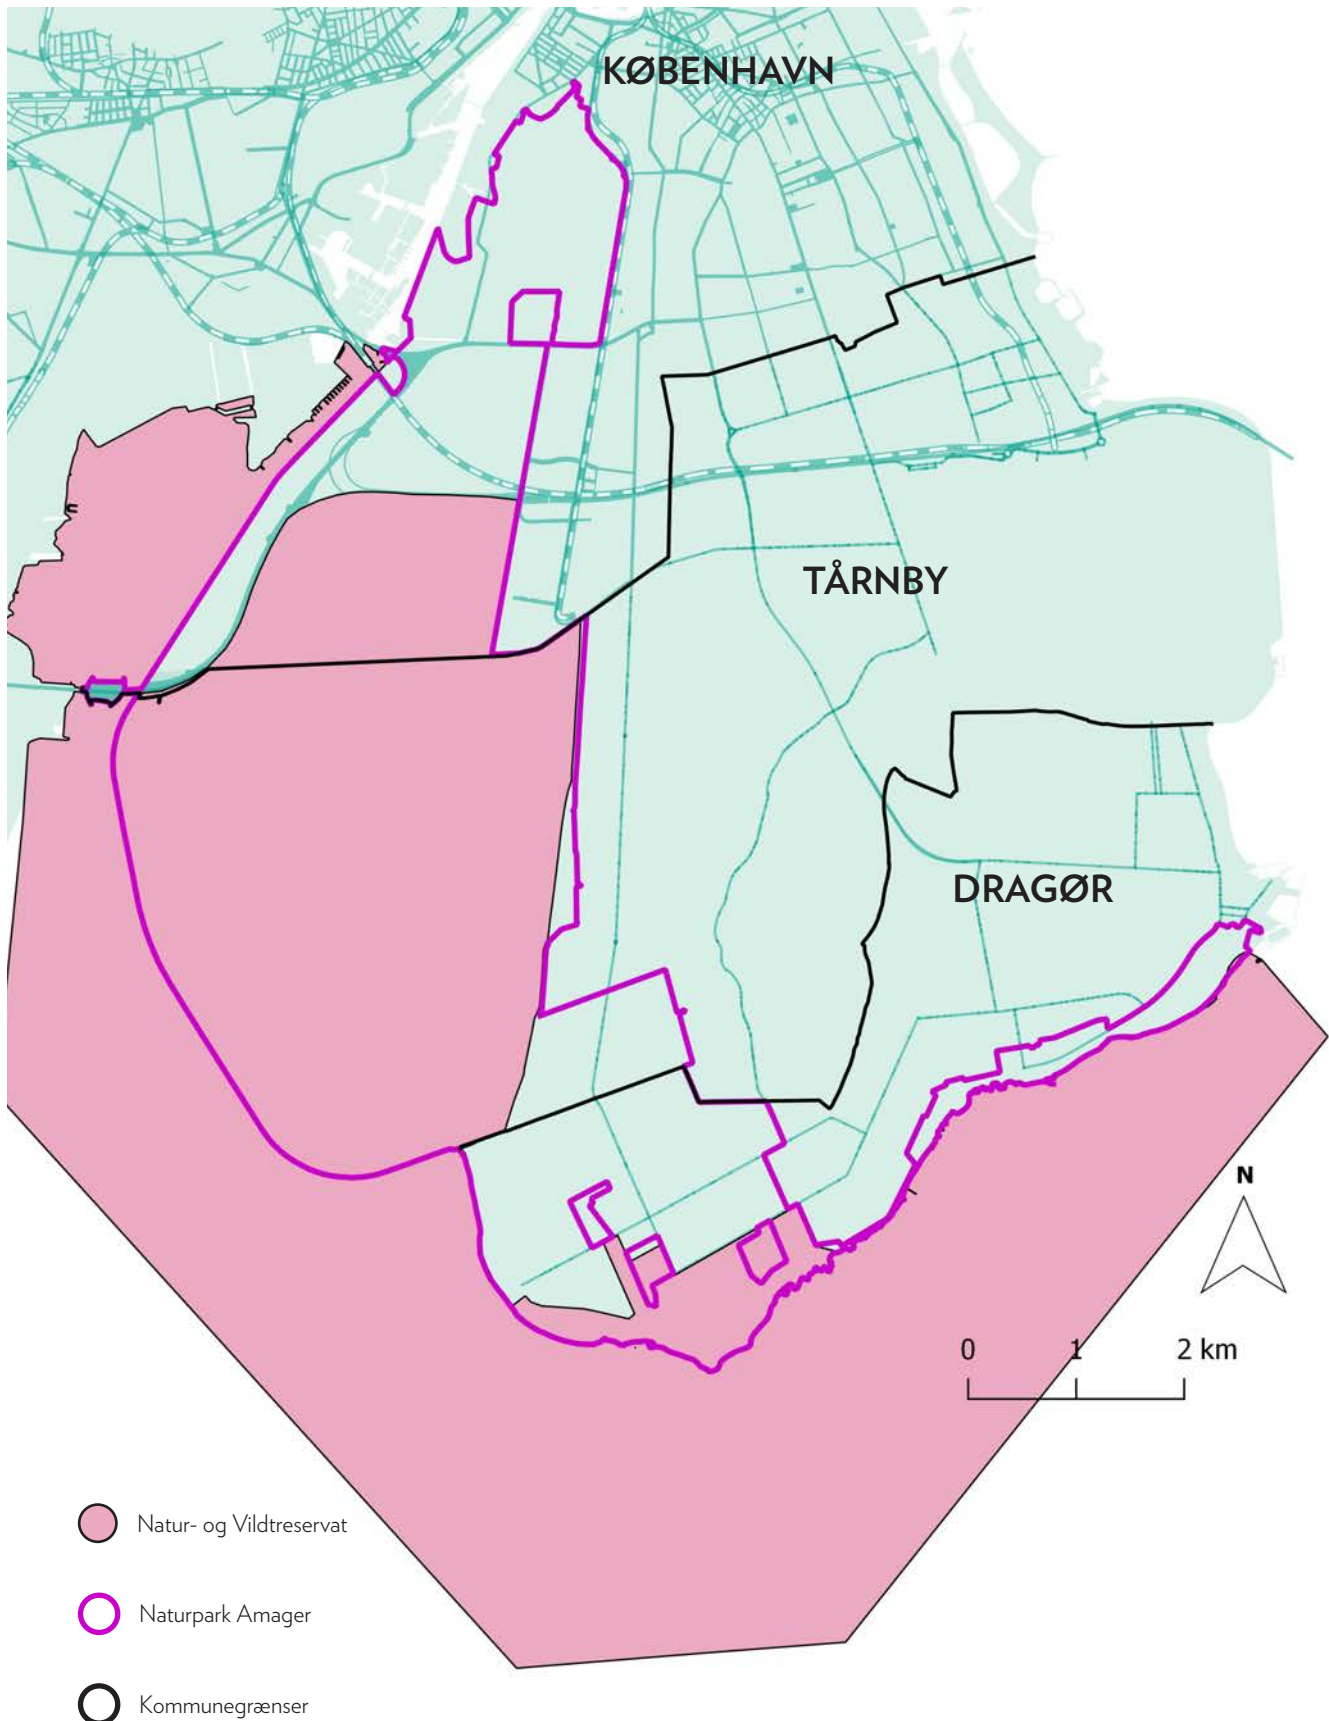 KØBENHAVN
TÅRNBY
DRAGØR
N
0 1 2 km
Natur- og Vildtreservat
Naturpark Amager
Kommunegrænser